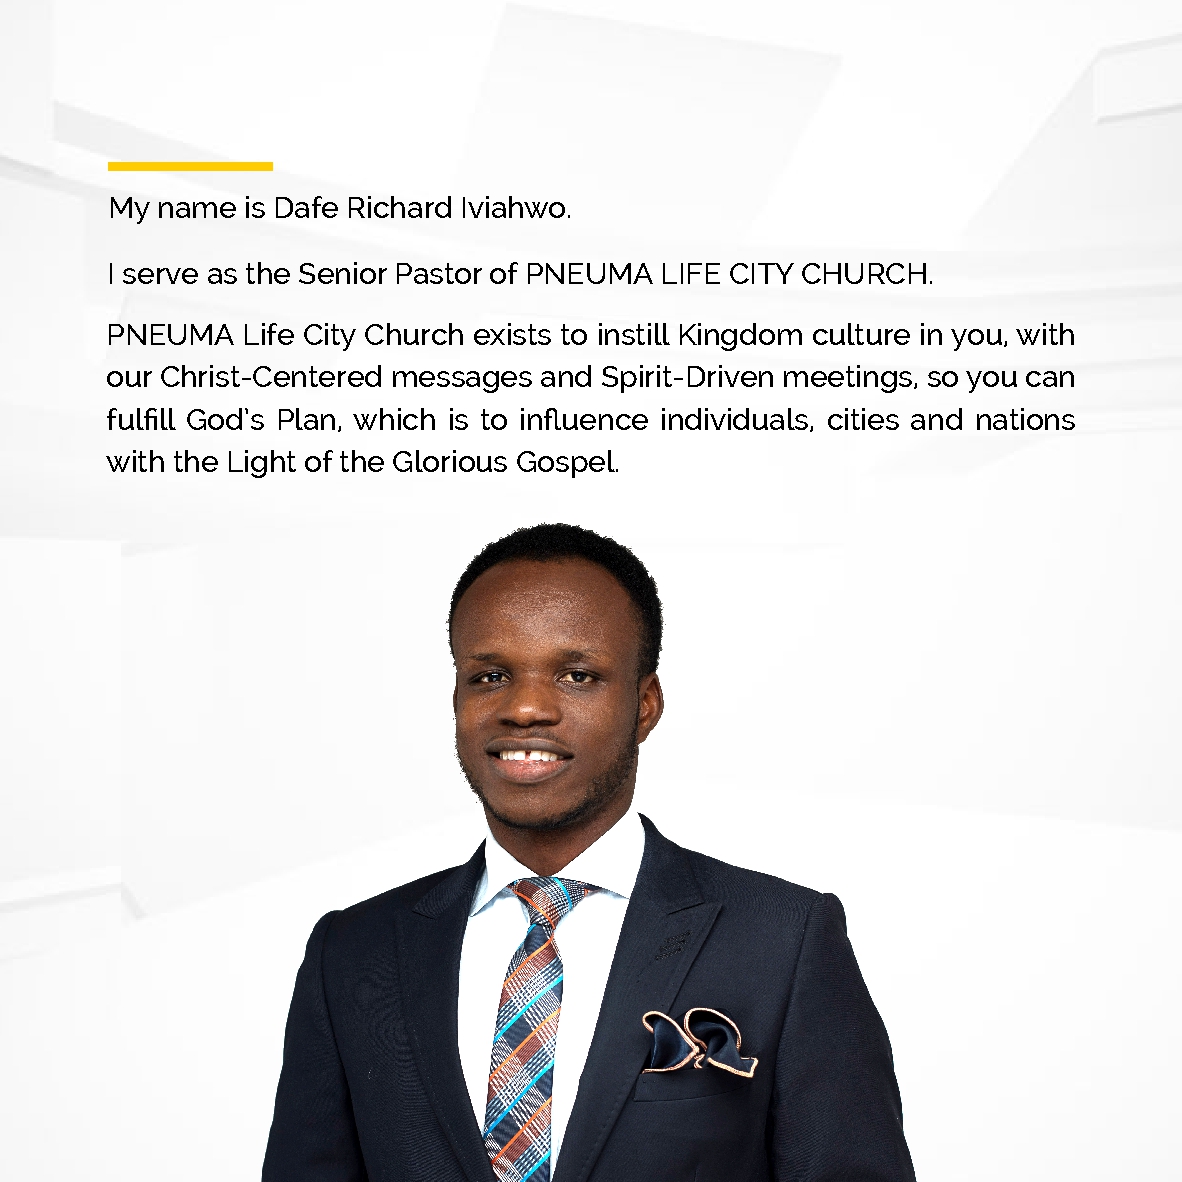 My name is Dafe Richard Iviahwo.
I serve as the Senior Pastor of PNEUMA LIFE CITY CHURCH.
PNEUMA Life City Church exists to instill Kingdom culture in you, with
our Christ-Centered messages and Spirit-Driven meetings, so you can
fulfill God's Plan, which is to influence individuals, cities and nations
with the Light of the Glorious Gospel.